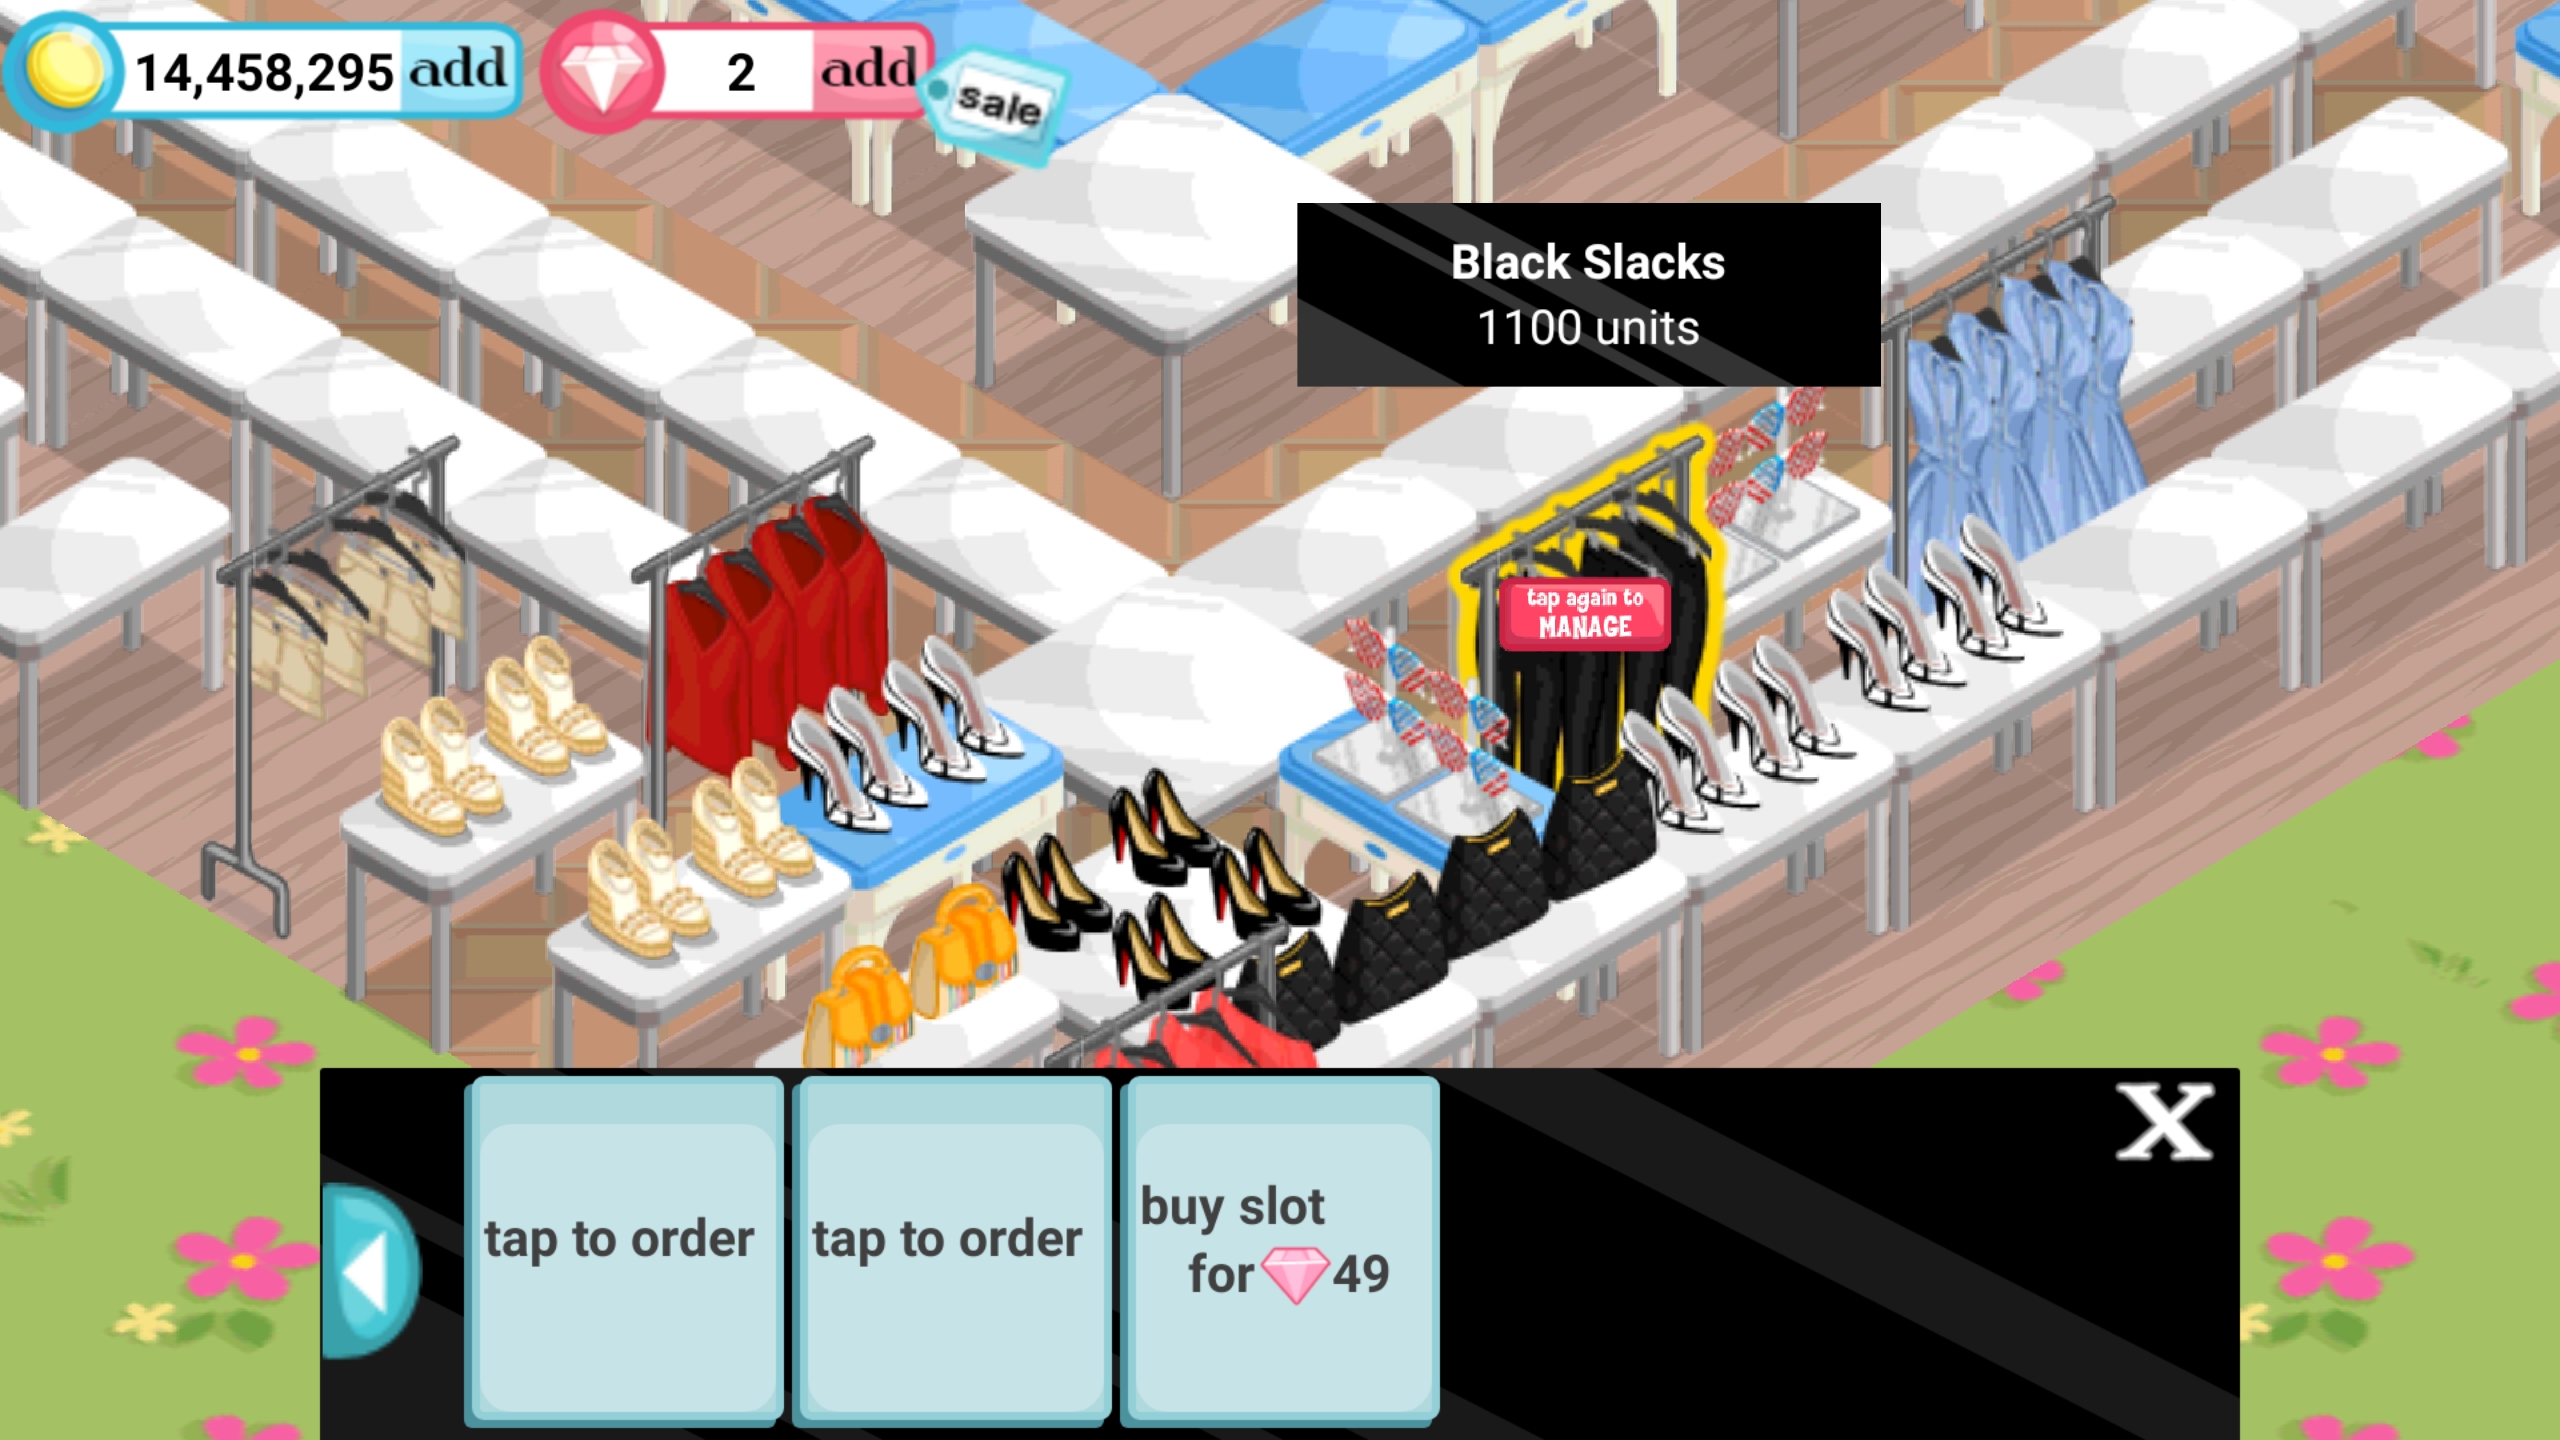 14,458,295 add
2 add
sale
Black Slacks
1100 units
tap again to
MANAGE
X
tap to order
tap to order
buy slot
for 49